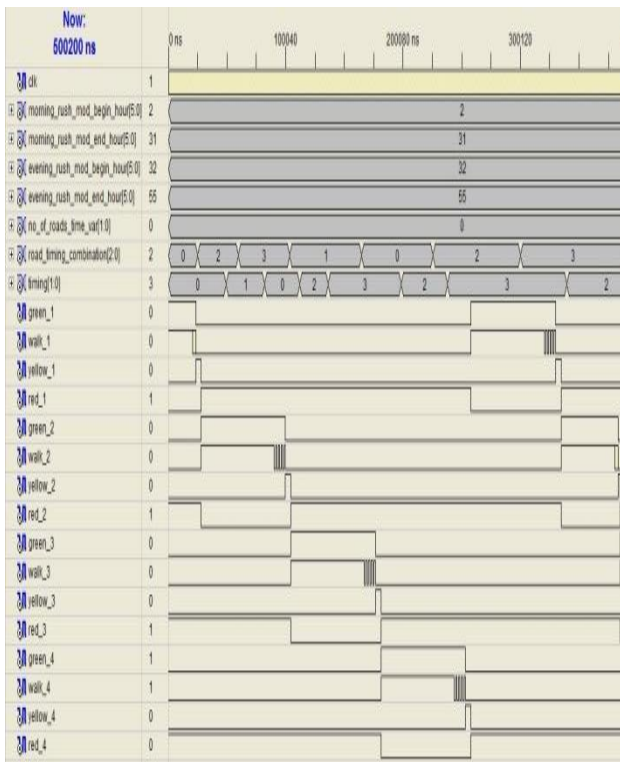 Now:
500200 ns
0 ns 100040 200080 ns 300120
clk 1
morning_rush_mod_begin_hour[5:0] 2 2
morning_rush_mod_end_hour[5:0] 31 31
evening_rush_mod_begin_hour[5:0] 32 32
evening_rush_mod_end_hour[5:0] 55 55
no_of_roads_time_var[1:0] 0 0
road_timing_combination[2:0] 2 0 2 3 1 0 2 3
timing[1:0] 3 0 1 0 2 3 2 3 2
green_1 0
walk_1 0
yellow_1 0
red_1 1
green_2 0
walk_2 0
yellow_2 0
red_2 1
green_3 0
walk_3 0
yellow_3 0
red_3 1
green_4 1
walk_4 1
yellow_4 0
red_4 0